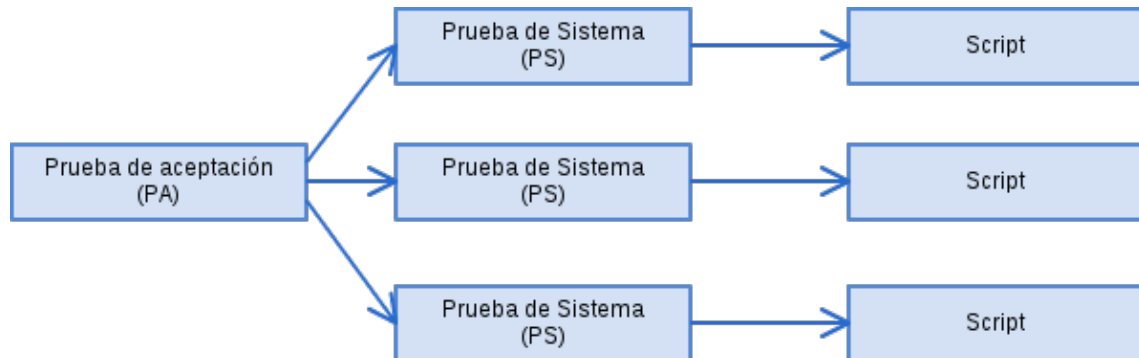 Prueba de Sistema
(PS)
Script
Prueba de aceptación
(PA)
Prueba de Sistema
(PS)
Script
Prueba de Sistema
(PS)
Script